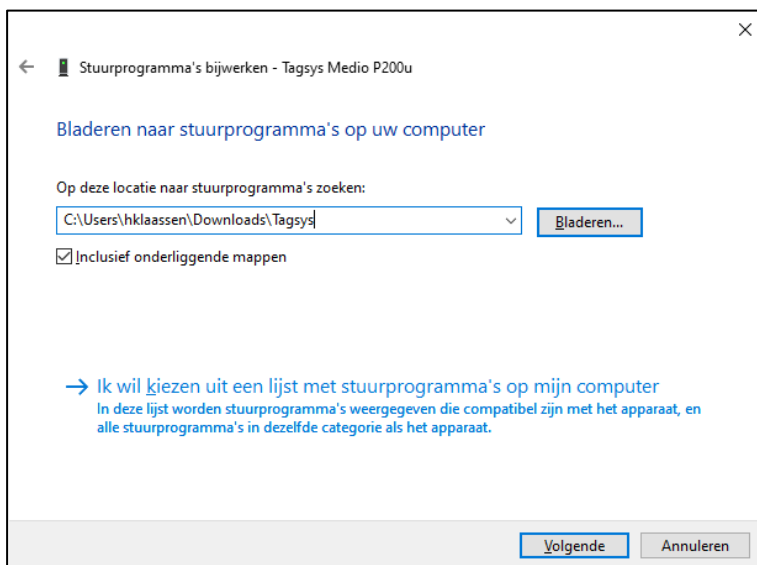 Stuurprogramma's bijwerken - Tagsys Medio P200u
Bladeren naar stuurprogramma's op uw computer
Op deze locatie naar stuurprogramma's zoeken:
C:\Users\hklaassen\Downloads\Tagsys
Bladeren...
Inclusief onderliggende mappen
Ik wil kiezen uit een lijst met stuurprogramma's op mijn computer
In deze lijst worden stuurprogramma's weergegeven die compatibel zijn met het apparaat, en
alle stuurprogramma's in dezelfde categorie als het apparaat.
Volgende
Annuleren